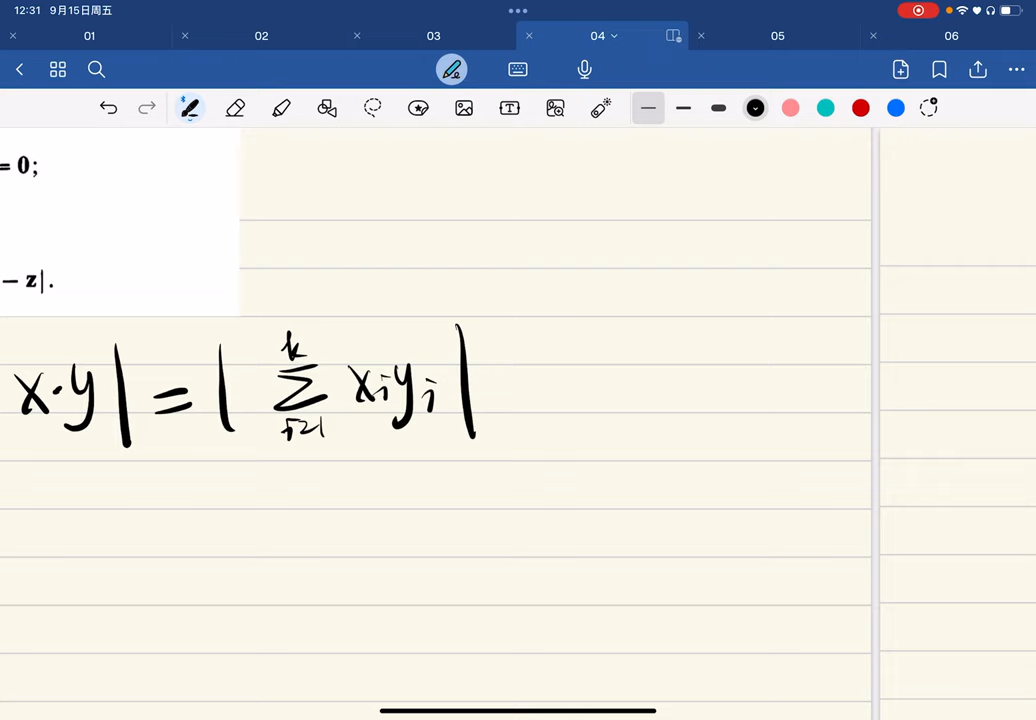 12:31 9月15日周五
01 02 03 04 05 06
= 0;
− z|.
x·y| = | ∑_{i=1}^{k} x_i y_i |